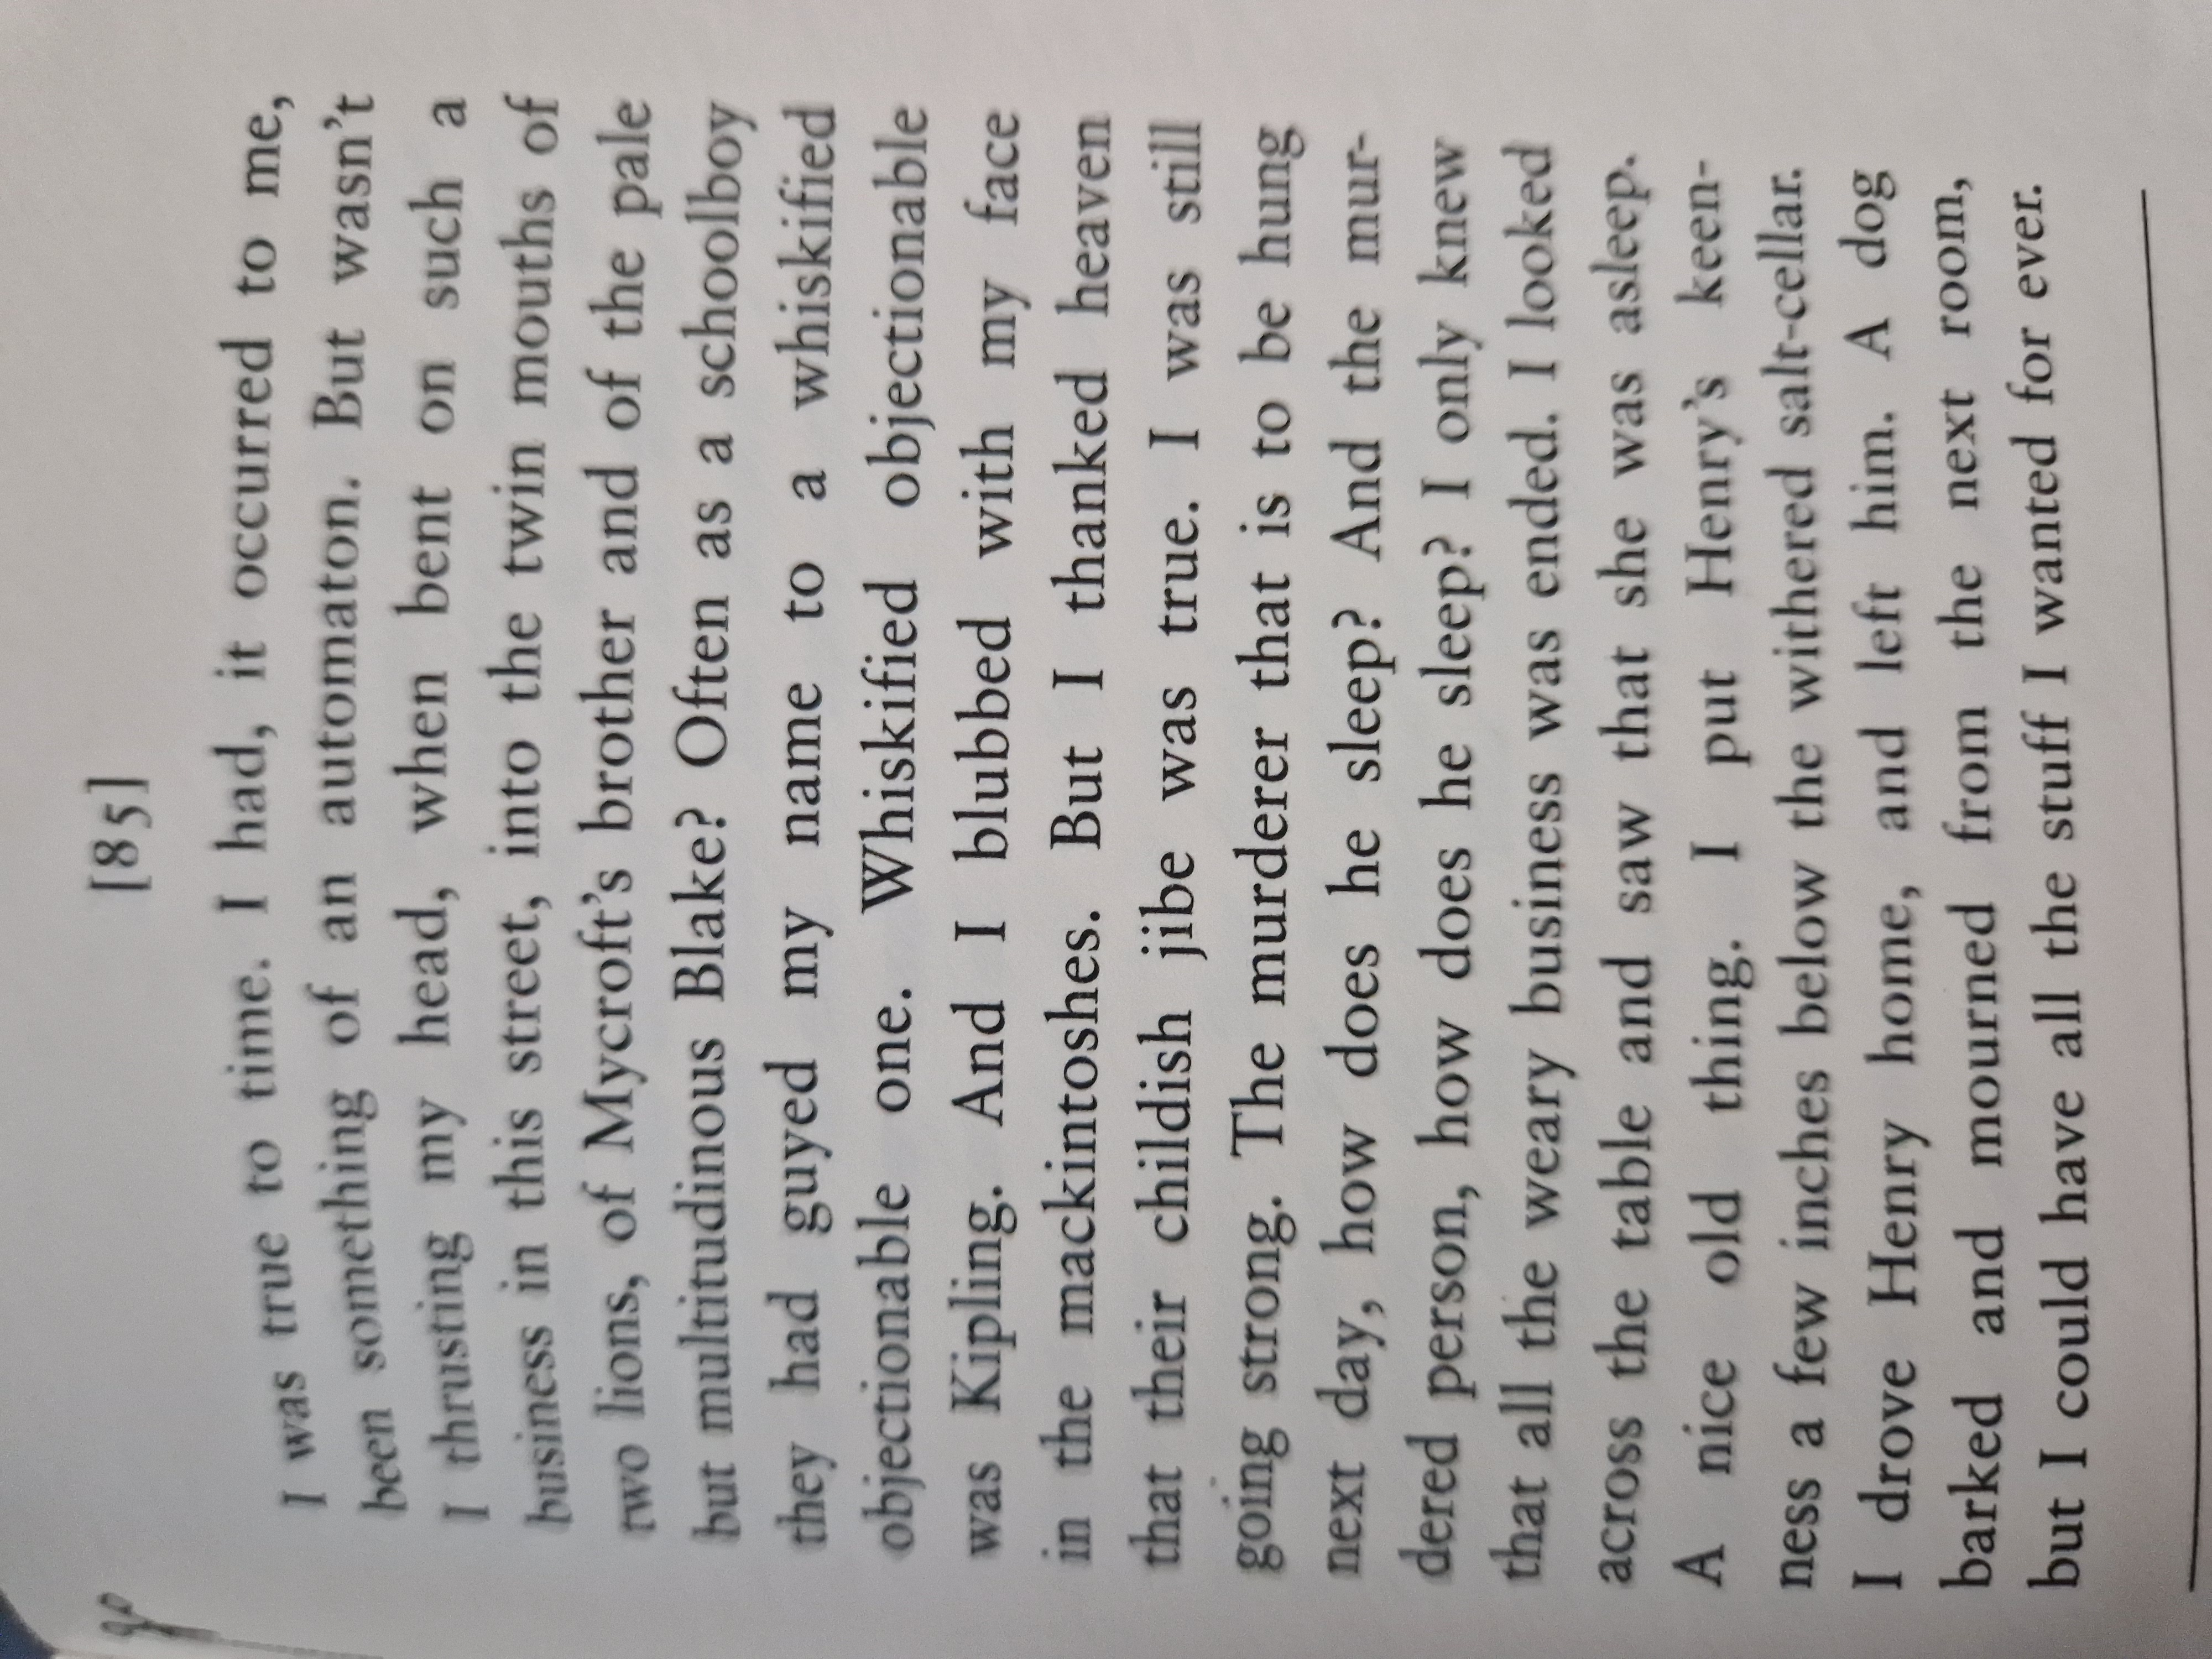 [85]
I was true to time. I had, it occurred to me,
been something of an automaton. But wasn't
I thrusting my head, when bent on such a
business in this street, into the twin mouths of
two lions, of Mycroft's brother and of the pale
but multitudinous Blake? Often as a schoolboy
they had guyed my name to a whiskified
objectionable one. Whiskified objectionable
was Kipling. And I blubbed with my face
in the mackintoshes. But I thanked heaven
that their childish jibe was true. I was still
going strong. The murderer that is to be hung
next day, how does he sleep? And the mur-
dered person, how does he sleep? I only knew
that all the weary business was ended. I looked
across the table and saw that she was asleep.
A nice old thing. I put Henry's keen-
ness a few inches below the withered salt-cellar.
I drove Henry home, and left him. A dog
barked and mourned from the next room,
but I could have all the stuff I wanted for ever.